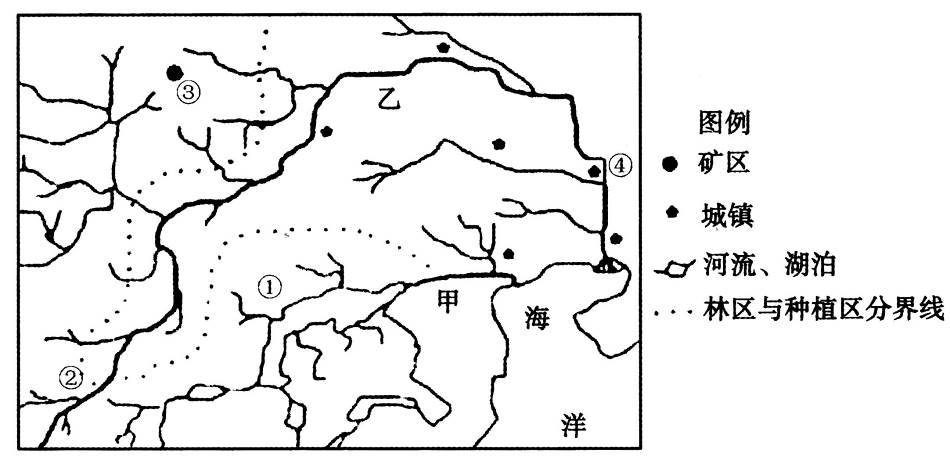 ③
乙
④
①
甲
海
②
洋
图例
矿区
城镇
河流、湖泊
林区与种植区分界线